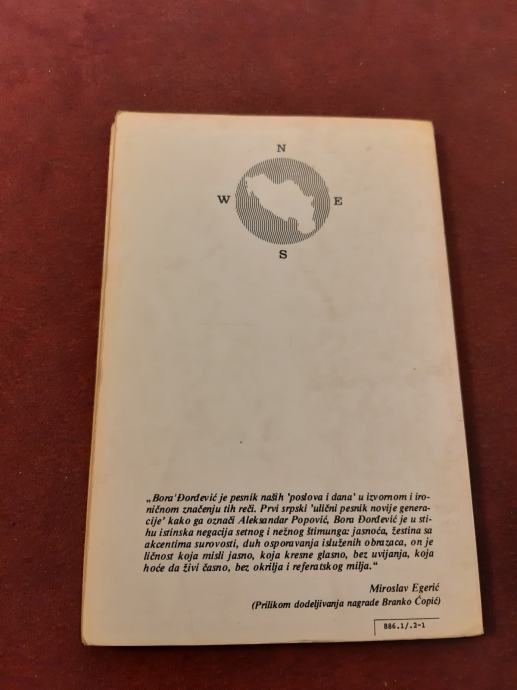 N
W E
S
„Bora Đorđević je pesnik naših 'poslova i dana' u izvornom i iro-
ničnom značenju tih reči. Prvi srpski 'ulični pesnik novije genera-
cije' kako ga označi Aleksandar Popović, Bora Đorđević je u sti-
hu istinska negacija setnog i nežnog štimunga: jasnoća, žestina sa
akcentima surovosti, duh osporavanja isluženih obrazaca, on je
ličnost koja misli jasno, koja kresne glasno, bez uvijanja, koja
hoće da živi časno, bez okrilja i referatskog milja.“
Miroslav Egerić
(Prilikom dodeljivanja nagrade Branko Ćopić)
886.1/.2-1